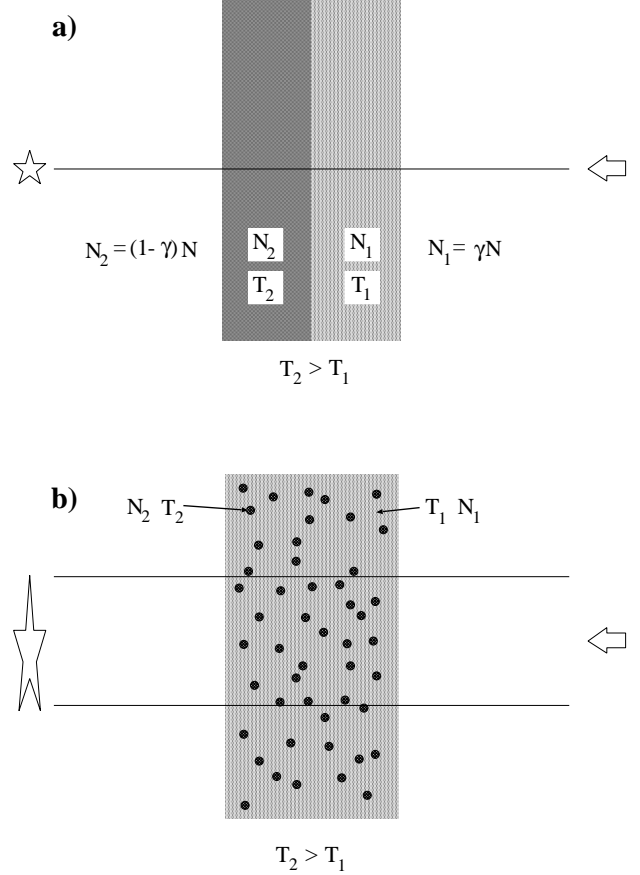 a)
N₂ = (1- γ) N N₂ N₁ N₁ = γN
T₂ T₁
T₂ > T₁
b)
N₂ T₂ T₁ N₁
T₂ > T₁